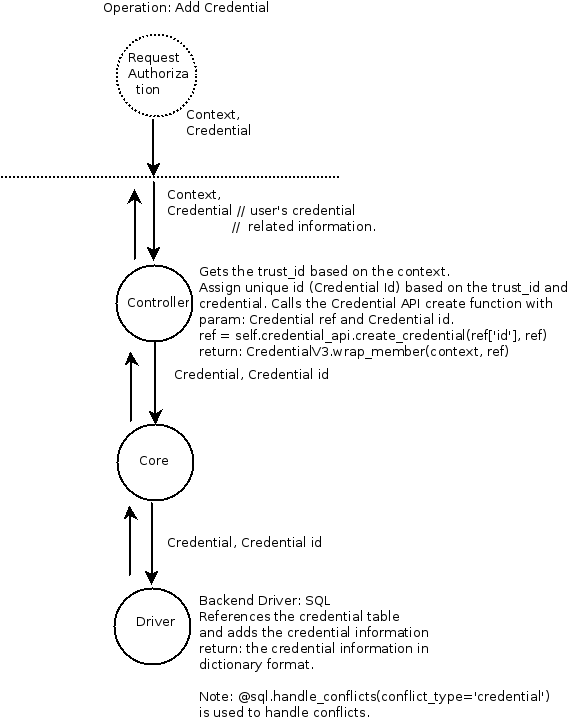 Operation: Add Credential
Request
Authoriza
tion
Context,
Credential
Context,
Credential // user's credential
// related information.
Controller
Gets the trust_id based on the context.
Assign unique id (Credential Id) based on the trust_id and
credential. Calls the Credential API create function with
param: Credential ref and Credential id.
ref = self.credential_api.create_credential(ref['id'], ref)
return: CredentialV3.wrap_member(context, ref)
Credential, Credential id
Core
Credential, Credential id
Driver
Backend Driver: SQL
References the credential table
and adds the credential information
return: the credential information in
dictionary format.
Note: @sql.handle_conflicts(conflict_type='credential')
is used to handle conflicts.